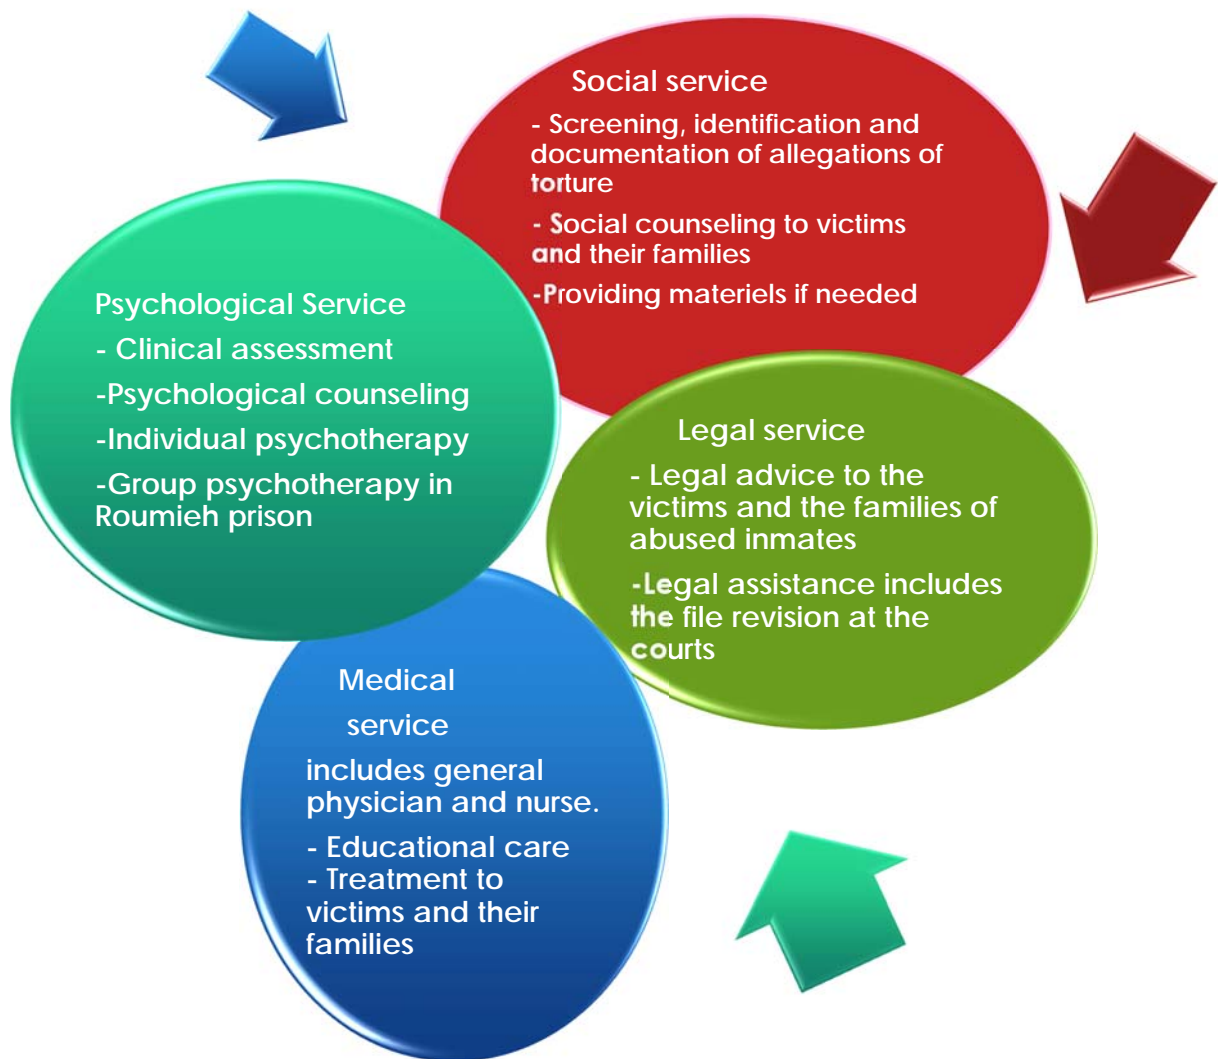 Social service
- Screening, identification and
documentation of allegations of
torture
- Social counseling to victims
and their families
-Providing materiels if needed
Psychological Service
- Clinical assessment
-Psychological counseling
-Individual psychotherapy
-Group psychotherapy in
Roumieh prison
Legal service
- Legal advice to the
victims and the families of
abused inmates
-Legal assistance includes
the file revision at the
courts
Medical
service
includes general
physician and nurse.
- Educational care
- Treatment to
victims and their
families